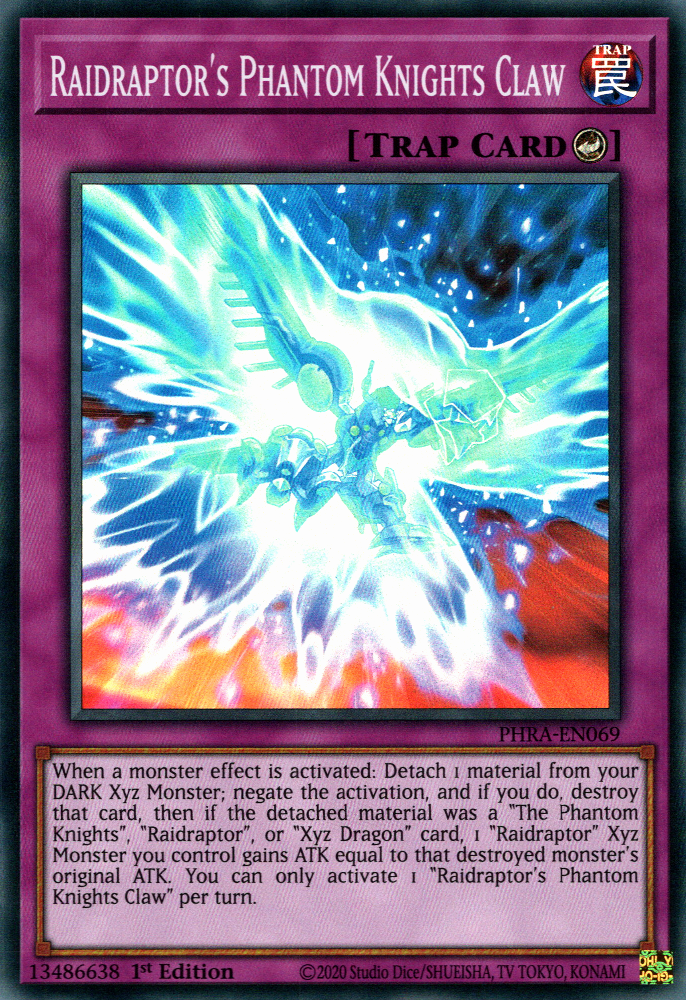 RAIDRAPTOR'S PHANTOM KNIGHTS CLAW
TRAP
罠
[TRAP CARD]
PHRA-EN069
When a monster effect is activated: Detach 1 material from your
DARK Xyz Monster; negate the activation, and if you do, destroy
that card, then if the detached material was a "The Phantom
Knights", "Raidraptor", or "Xyz Dragon" card, 1 "Raidraptor" Xyz
Monster you control gains ATK equal to that destroyed monster's
original ATK. You can only activate 1 "Raidraptor's Phantom
Knights Claw" per turn.
13486638 1st Edition ©2020 Studio Dice/SHUEISHA, TV TOKYO, KONAMI